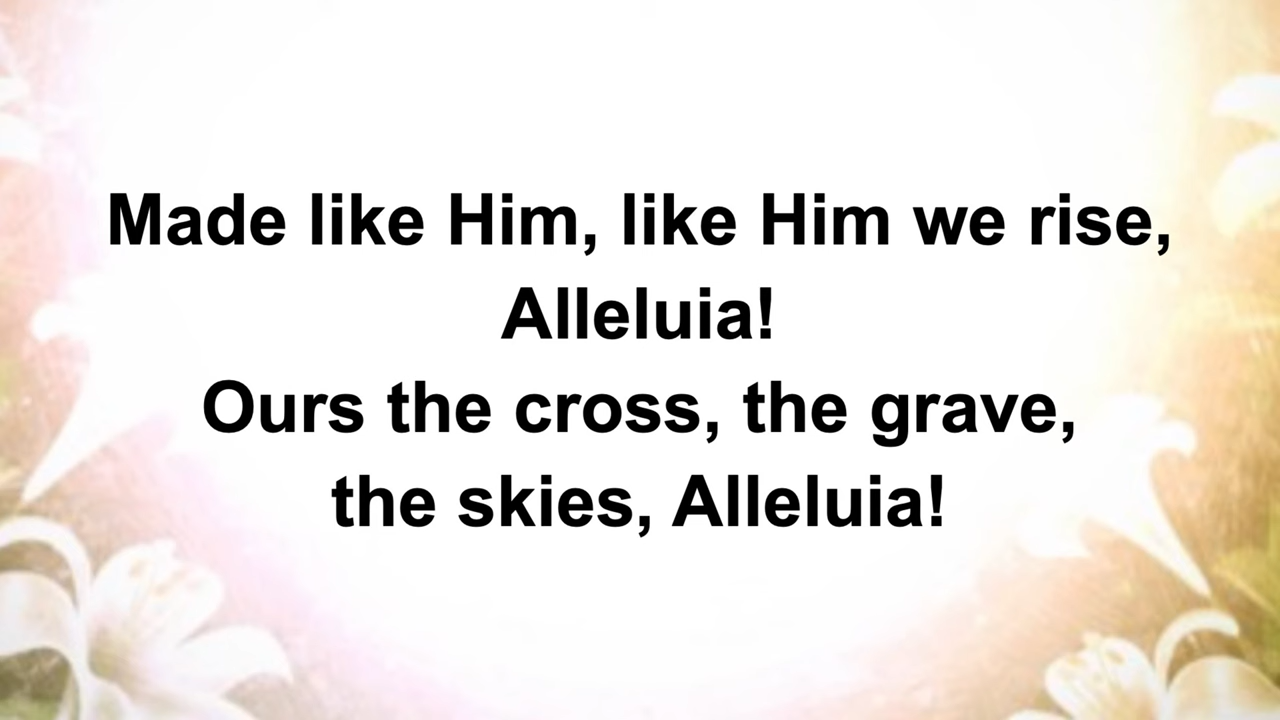 Made like Him, like Him we rise,
Alleluia!
Ours the cross, the grave,
the skies, Alleluia!